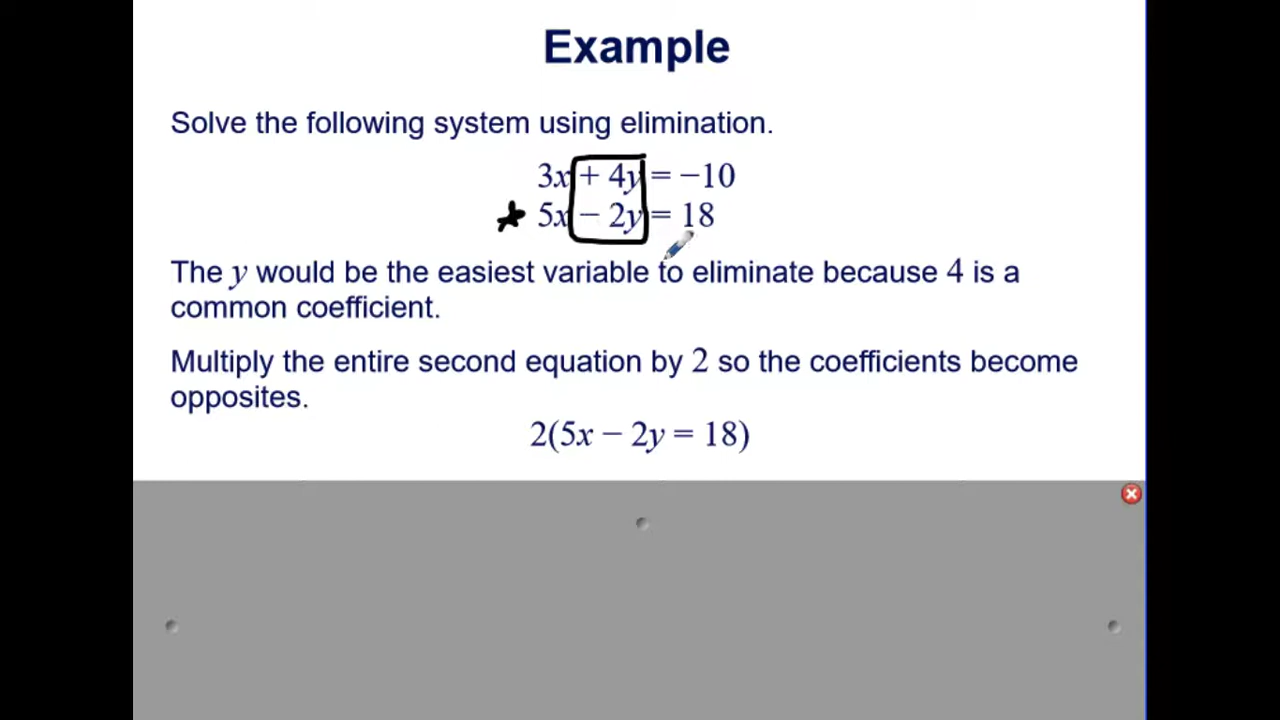 Example
Solve the following system using elimination.
3x + 4y = −10
5x − 2y = 18
The y would be the easiest variable to eliminate because 4 is a
common coefficient.
Multiply the entire second equation by 2 so the coefficients become
opposites.
2(5x − 2y = 18)